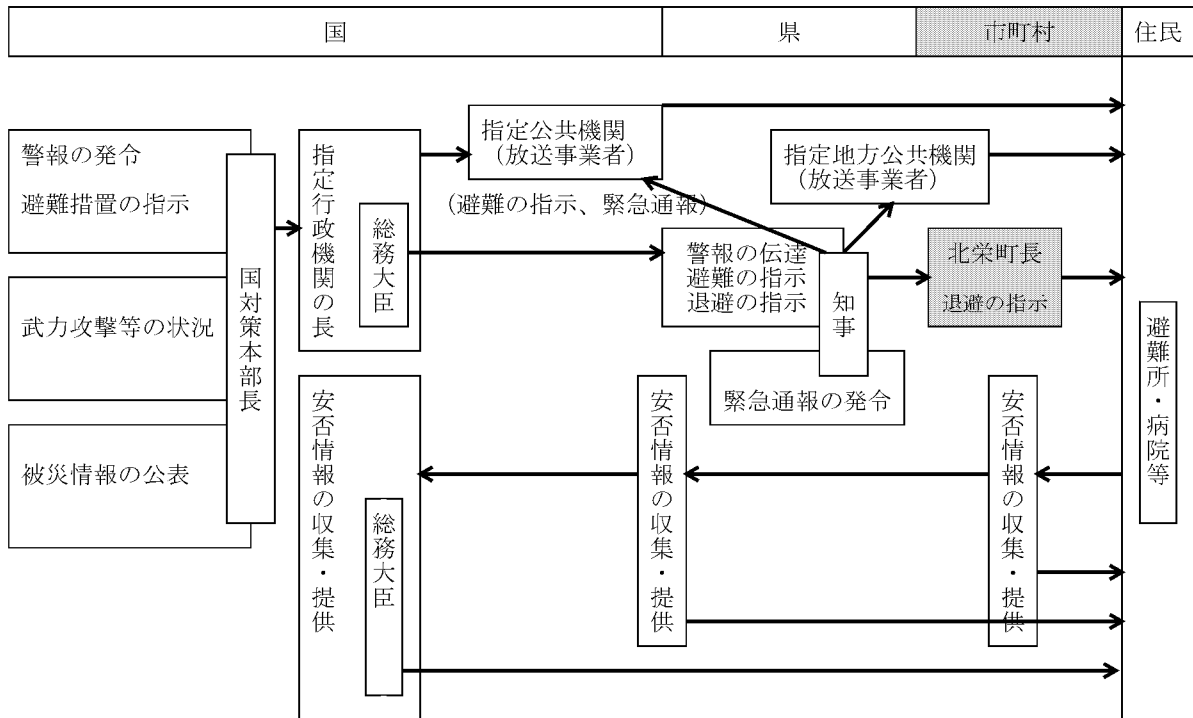 国
県
市町村
住民
警報の発令
避難措置の指示
武力攻撃等の状況
被災情報の公表
国対策本部長
指定行政機関の長
総務大臣
指定公共機関
（放送事業者）
（避難の指示、緊急通報）
指定地方公共機関
（放送事業者）
警報の伝達
避難の指示
退避の指示
知事
緊急通報の発令
北栄町長
退避の指示
避難所・病院等
安否情報の収集・提供
総務大臣
安否情報の収集・提供
安否情報の収集・提供